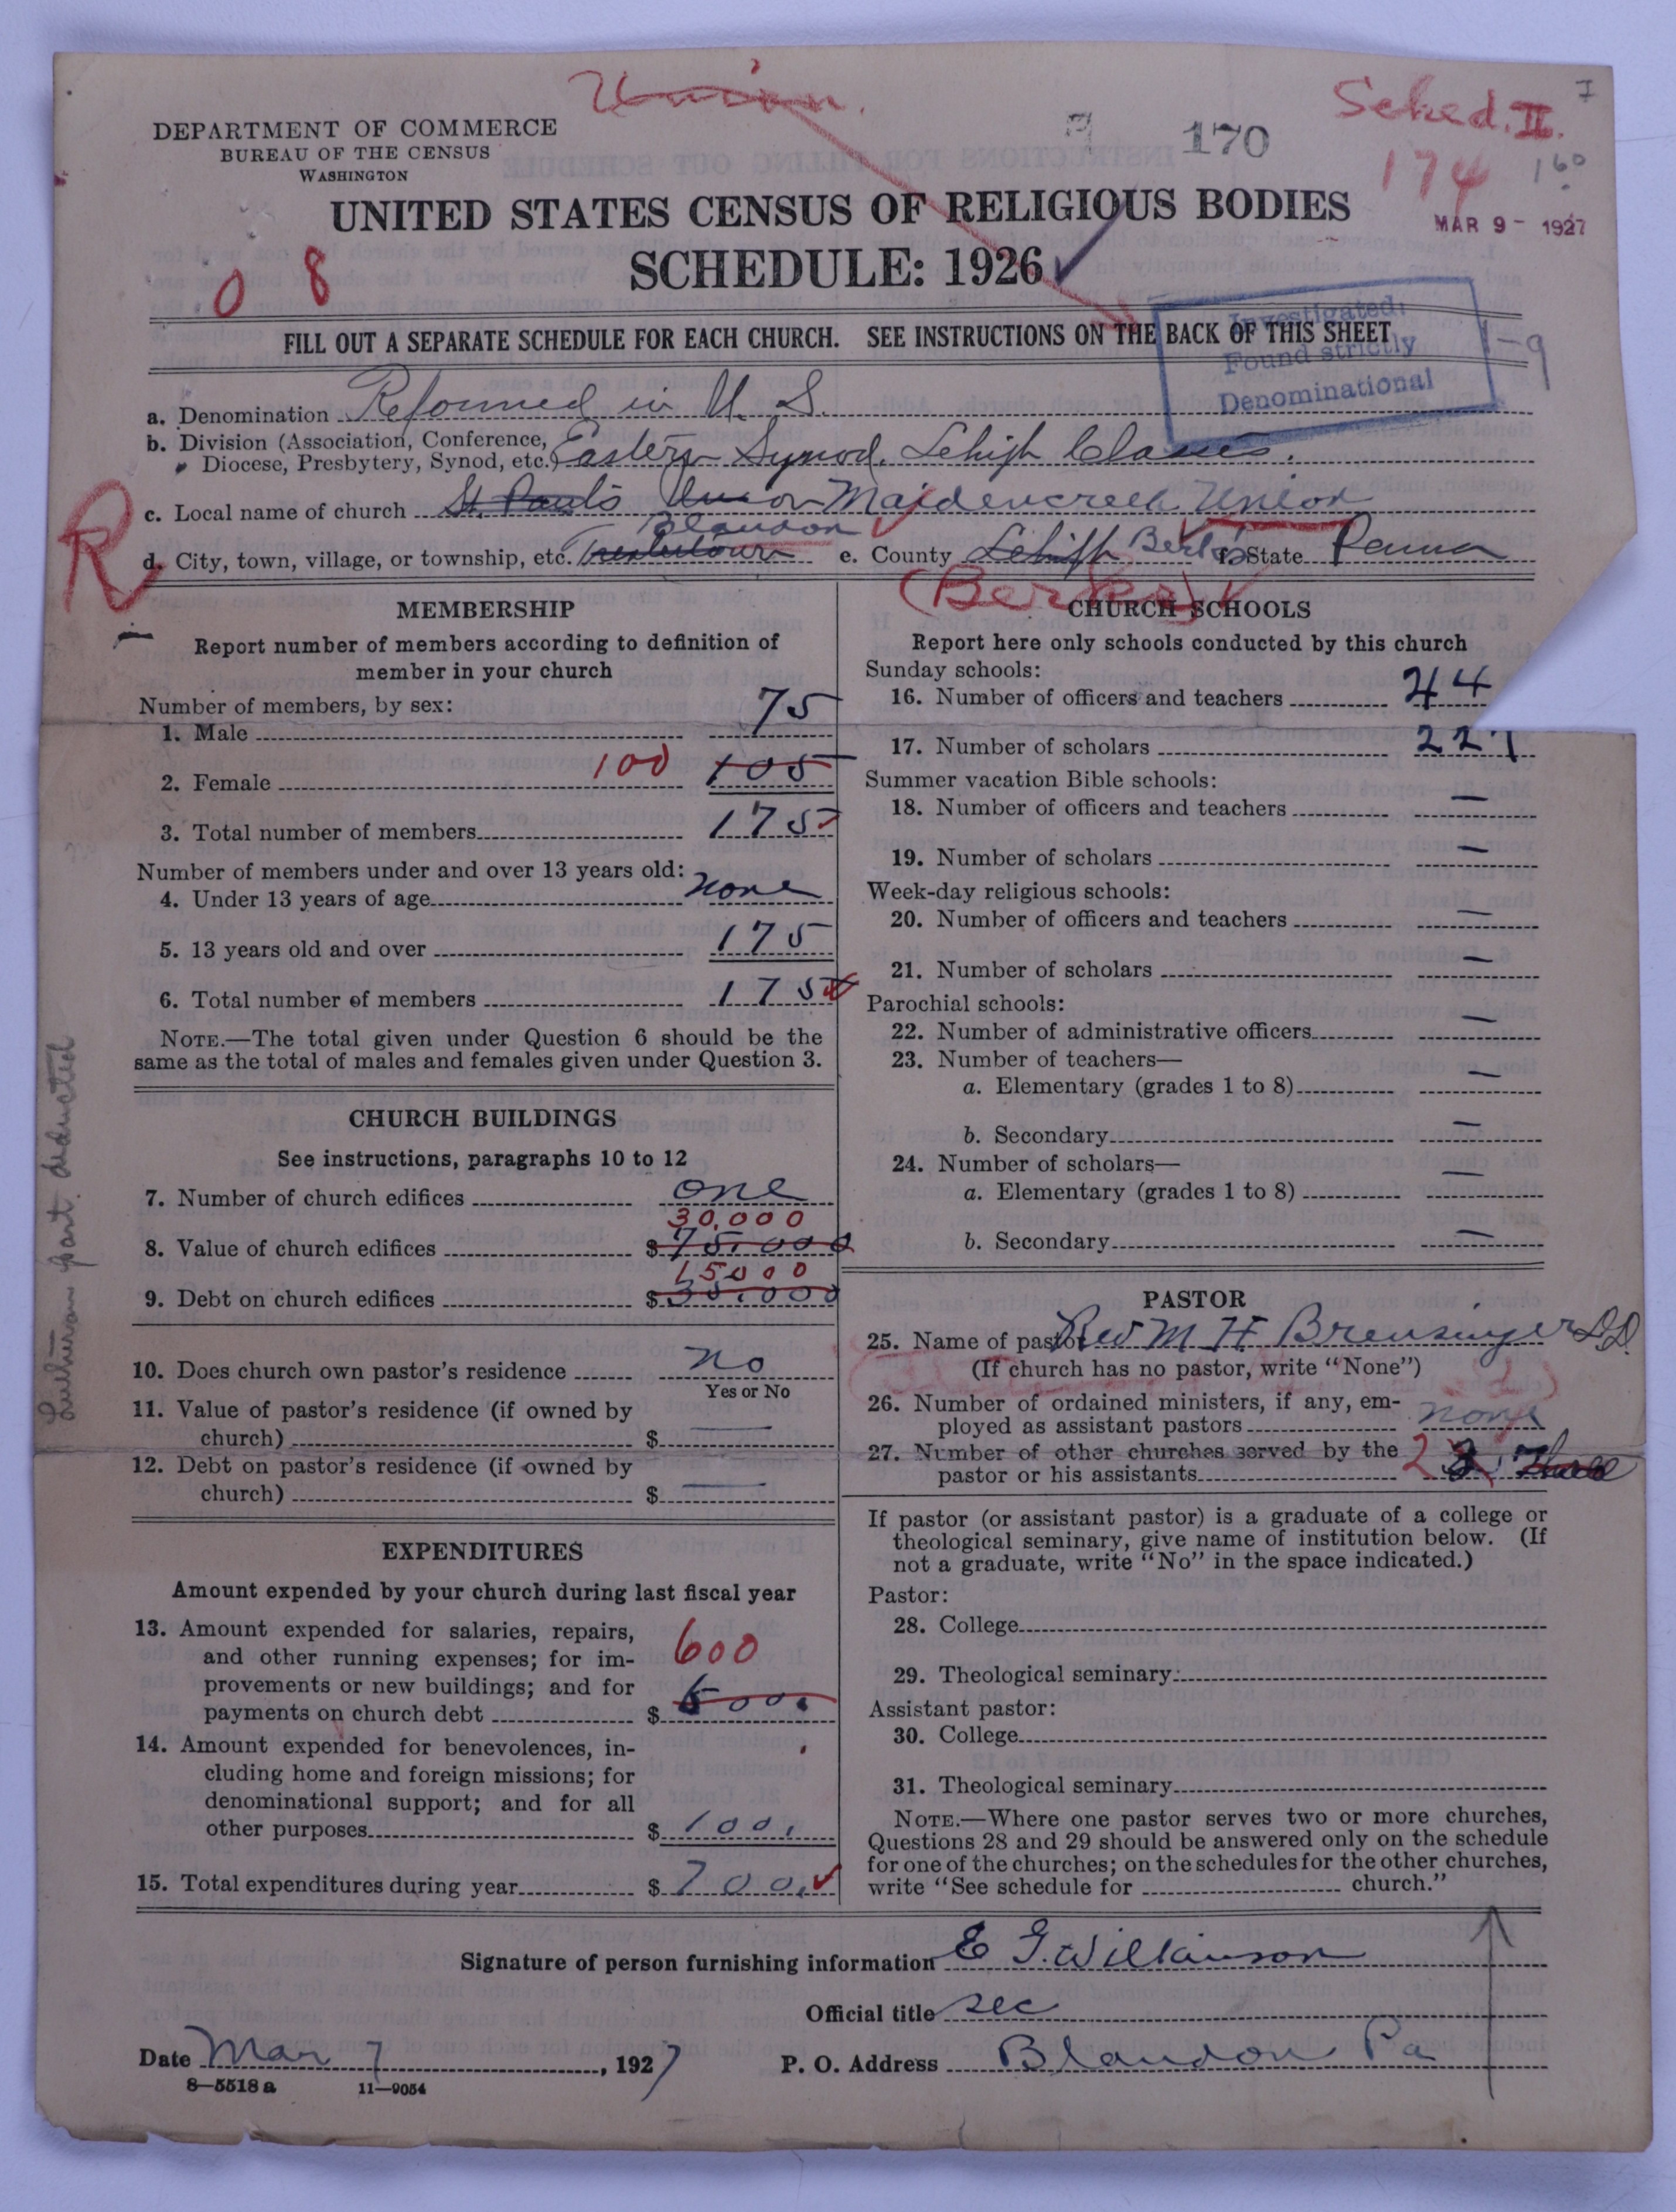 Union.
Sched. II.
7
170
174
160
DEPARTMENT OF COMMERCE
BUREAU OF THE CENSUS
WASHINGTON
MAR 9 - 1927
UNITED STATES CENSUS OF RELIGIOUS BODIES
SCHEDULE: 1926
0 8
FILL OUT A SEPARATE SCHEDULE FOR EACH CHURCH. SEE INSTRUCTIONS ON THE BACK OF THIS SHEET
Investigated:
Found strictly
Denominational
1-9
a. Denomination Reformed in U. S.
b. Division (Association, Conference,
Diocese, Presbytery, Synod, etc.) Eastern Synod, Lehigh Classis.
c. Local name of church St. Paul's Union Maidencreek Union
Blandon
d. City, town, village, or township, etc. e. County Lehigh Berks f. State Penna
R
(Berks)
MEMBERSHIP
Report number of members according to definition of
member in your church
Number of members, by sex:
1. Male 75
2. Female 100 105
3. Total number of members 175
Number of members under and over 13 years old:
4. Under 13 years of age none
5. 13 years old and over 175
6. Total number of members 175
NOTE.—The total given under Question 6 should be the
same as the total of males and females given under Question 3.
CHURCH BUILDINGS
See instructions, paragraphs 10 to 12
7. Number of church edifices one
30,000
8. Value of church edifices $ 75,000
15000
9. Debt on church edifices $ 35,000
10. Does church own pastor's residence no
Yes or No
11. Value of pastor's residence (if owned by
church) $ —
12. Debt on pastor's residence (if owned by
church) $ —
Lutheran part deducted
EXPENDITURES
Amount expended by your church during last fiscal year
13. Amount expended for salaries, repairs,
and other running expenses; for im-
provements or new buildings; and for
payments on church debt $ 600
14. Amount expended for benevolences, in-
cluding home and foreign missions; for
denominational support; and for all
other purposes $ 100.
15. Total expenditures during year $ 700.
CHURCH SCHOOLS
Report here only schools conducted by this church
Sunday schools:
16. Number of officers and teachers 24
17. Number of scholars 227
Summer vacation Bible schools:
18. Number of officers and teachers —
19. Number of scholars —
Week-day religious schools:
20. Number of officers and teachers —
21. Number of scholars —
Parochial schools:
22. Number of administrative officers —
23. Number of teachers—
a. Elementary (grades 1 to 8) —
b. Secondary —
24. Number of scholars—
a. Elementary (grades 1 to 8) —
b. Secondary —
PASTOR
25. Name of pastor Rev M H Brensinger DD.
(If church has no pastor, write "None")
26. Number of ordained ministers, if any, em-
ployed as assistant pastors none
27. Number of other churches served by the
pastor or his assistants 2 Three
If pastor (or assistant pastor) is a graduate of a college or
theological seminary, give name of institution below. (If
not a graduate, write "No" in the space indicated.)
Pastor:
28. College
29. Theological seminary
Assistant pastor:
30. College
31. Theological seminary
NOTE.—Where one pastor serves two or more churches,
Questions 28 and 29 should be answered only on the schedule
for one of the churches; on the schedules for the other churches,
write "See schedule for church."
Signature of person furnishing information E G. Wilkinson
Official title Sec
Date Mar 7, 1927 P. O. Address Blandon Pa
8—5518 a 11—9054